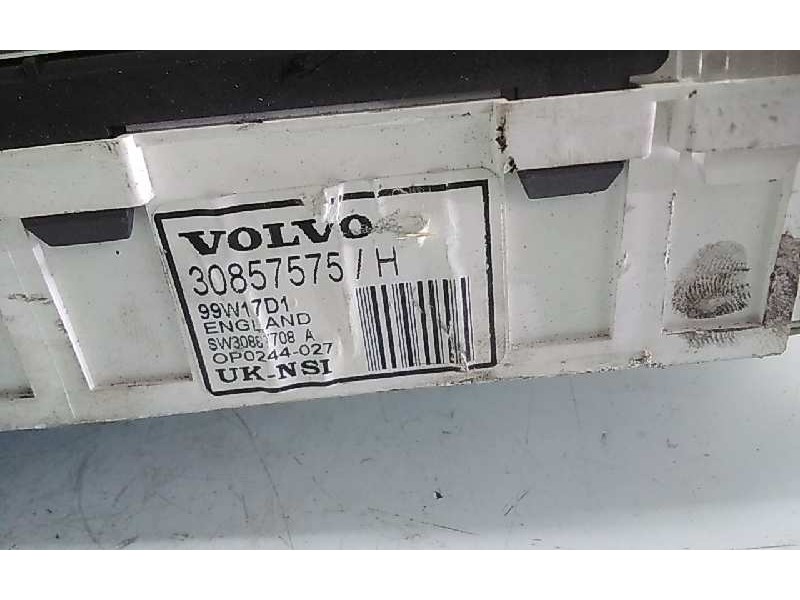 VOLVO
30857575 / H
99W17D1
ENGLAND
A
OP0244-027
UK-NSI